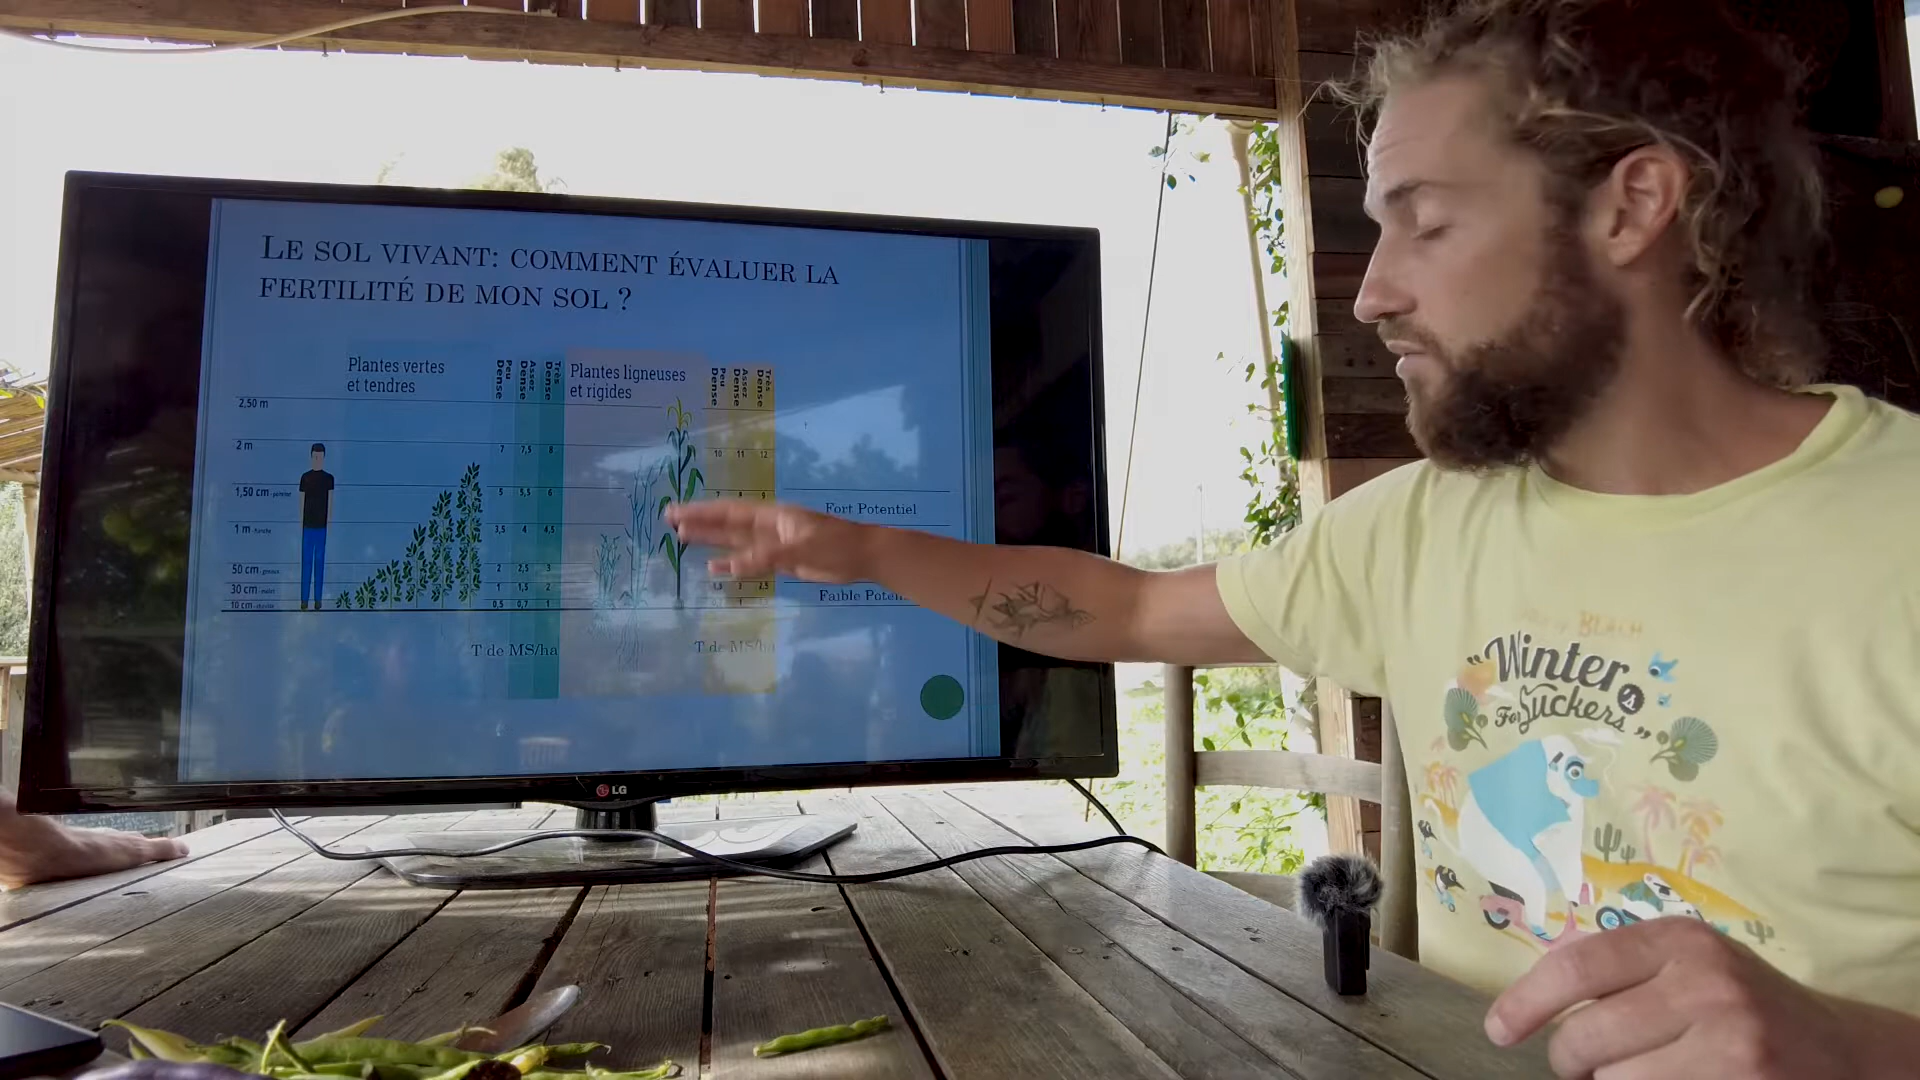 LE SOL VIVANT: COMMENT ÉVALUER LA
FERTILITÉ DE MON SOL ?
Plantes vertes
et tendres
Peu Dense
Assez Dense
Très Dense
Plantes ligneuses
et rigides
Peu Dense
Assez Dense
Très Dense
2,50 m
2 m 7 7,5 8 10 11 12
1,50 cm 5 5,5 6 7 8 9
Fort Potentiel
1 m 3,5 4 4,5
50 cm 2 2,5 3
30 cm 1 1,5 2 2,5
Faible
10 cm 0,5 0,7 1 1
T de MS/ha
T de MS/ha
LG
"Winter
For Suckers"